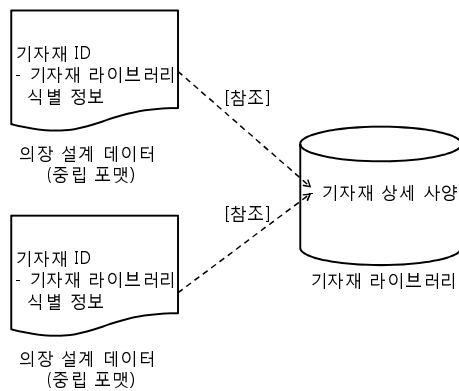 기자재 ID
- 기자재 라이브러리
식별 정보
[참조]
의장 설계 데이터
(중립 포맷)
기자재 상세 사양
[참조]
기자재 ID
- 기자재 라이브러리
식별 정보
기자재 라이브러리
의장 설계 데이터
(중립 포맷)